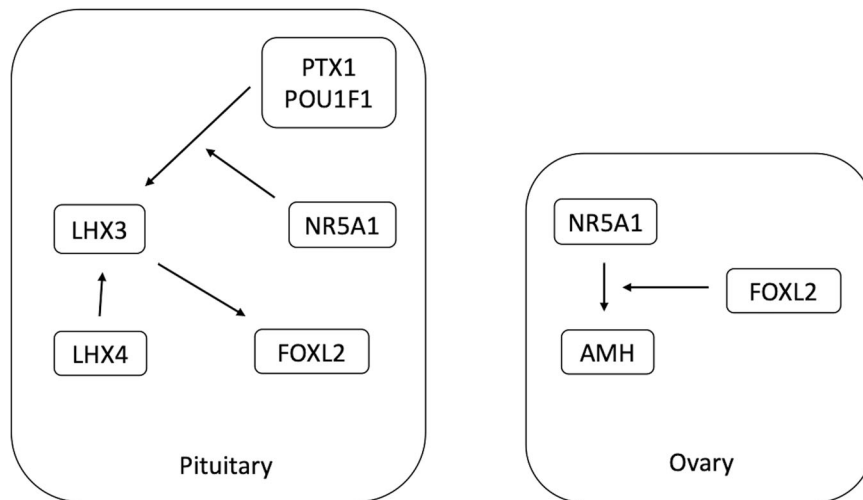 PTX1
POU1F1
LHX3
NR5A1
LHX4
FOXL2
Pituitary
NR5A1
FOXL2
AMH
Ovary